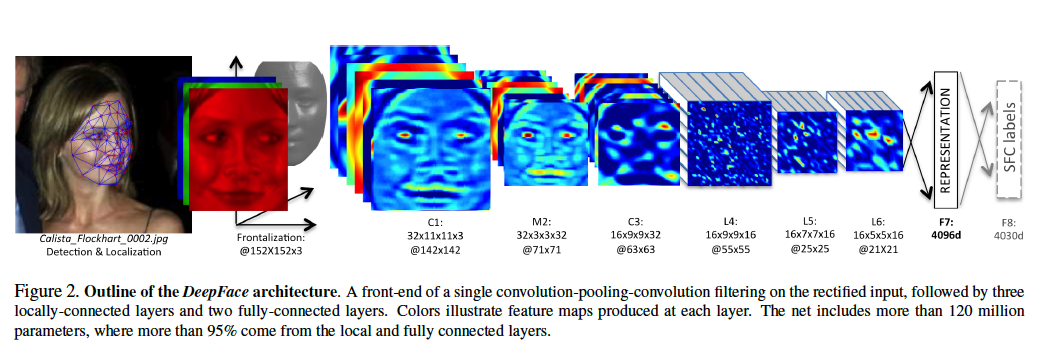 Calista_Flockhart_0002.jpg
Detection & Localization
Frontalization:
@152X152x3
C1:
32x11x11x3
@142x142
M2:
32x3x3x32
@71x71
C3:
16x9x9x32
@63x63
L4:
16x9x9x16
@55x55
L5:
16x7x7x16
@25x25
L6:
16x5x5x16
@21X21
REPRESENTATION
F7:
4096d
SFC labels
F8:
4030d
Figure 2. Outline of the DeepFace architecture. A front-end of a single convolution-pooling-convolution filtering on the rectified input, followed by three
locally-connected layers and two fully-connected layers. Colors illustrate feature maps produced at each layer. The net includes more than 120 million
parameters, where more than 95% come from the local and fully connected layers.